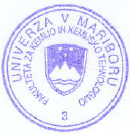 UNIVERZA V MARIBORU
FAKULTETA ZA KEMIJO IN KEMIJSKO TEHNOLOGIJO
3